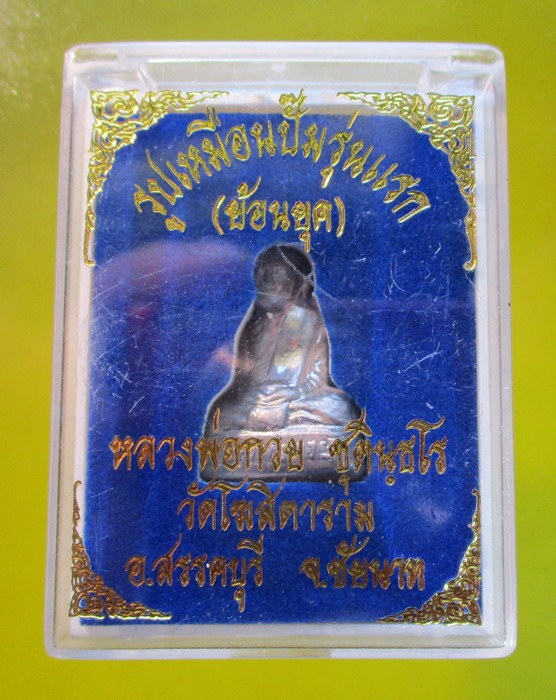 รูปเหมือนปั๊มรุ่นแรก
(ย้อนยุค)
หลวงพ่อกวย ชุตินฺธโร
วัดโฆสิตาราม
อ.สรรคบุรี จ.ชัยนาท